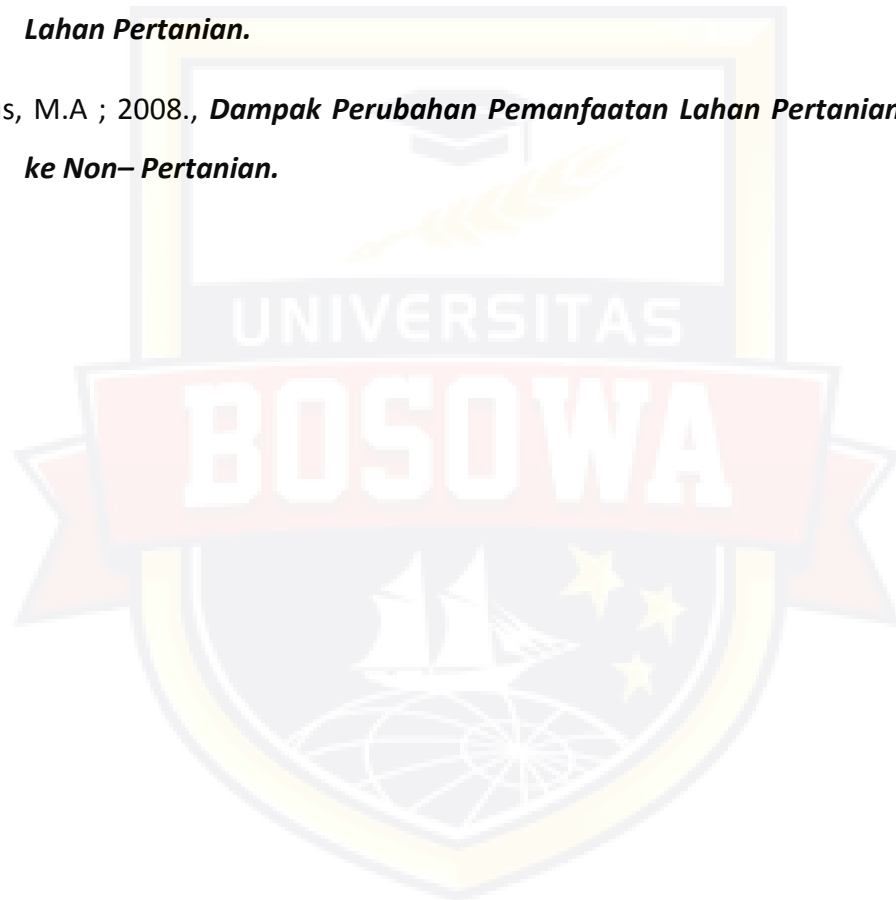 Lahan Pertanian.
s, M.A ; 2008., Dampak Perubahan Pemanfaatan Lahan Pertanian
ke Non– Pertanian.
UNIVERSITAS
BOSOWA